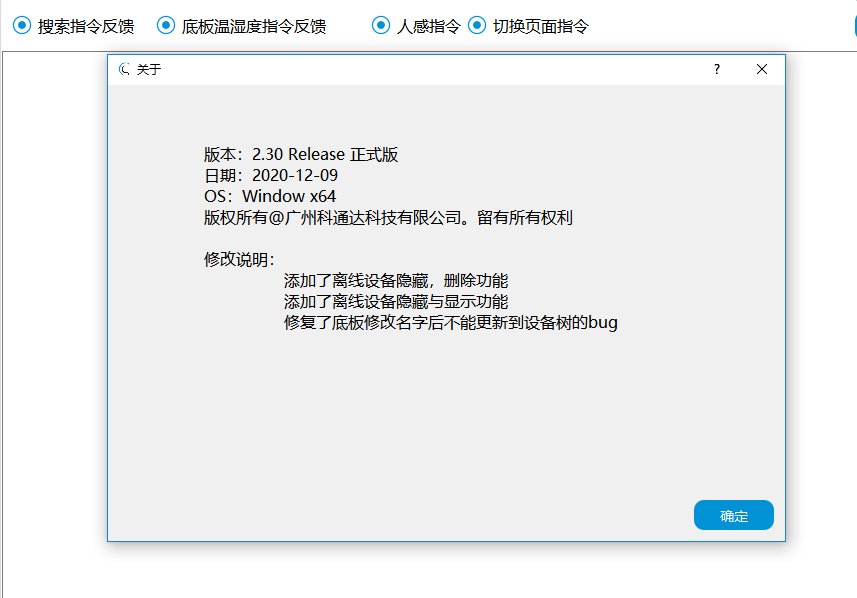 搜索指令反馈 底板温湿度指令反馈 人感指令 切换页面指令
关于 ?
版本：2.30 Release 正式版
日期：2020-12-09
OS：Window x64
版权所有@广州科通达科技有限公司。留有所有权利
修改说明：
添加了离线设备隐藏，删除功能
添加了离线设备隐藏与显示功能
修复了底板修改名字后不能更新到设备树的bug
确定